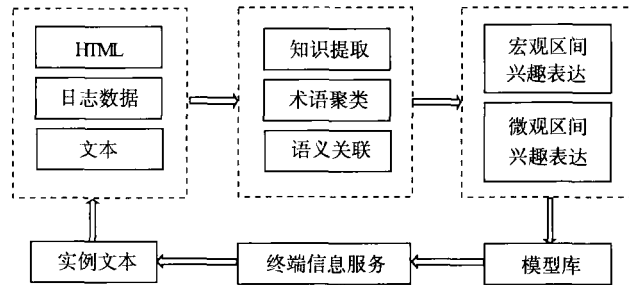 HTML
日志数据
文本
知识提取
术语聚类
语义关联
宏观区间
兴趣表达
微观区间
兴趣表达
实例文本
终端信息服务
模型库